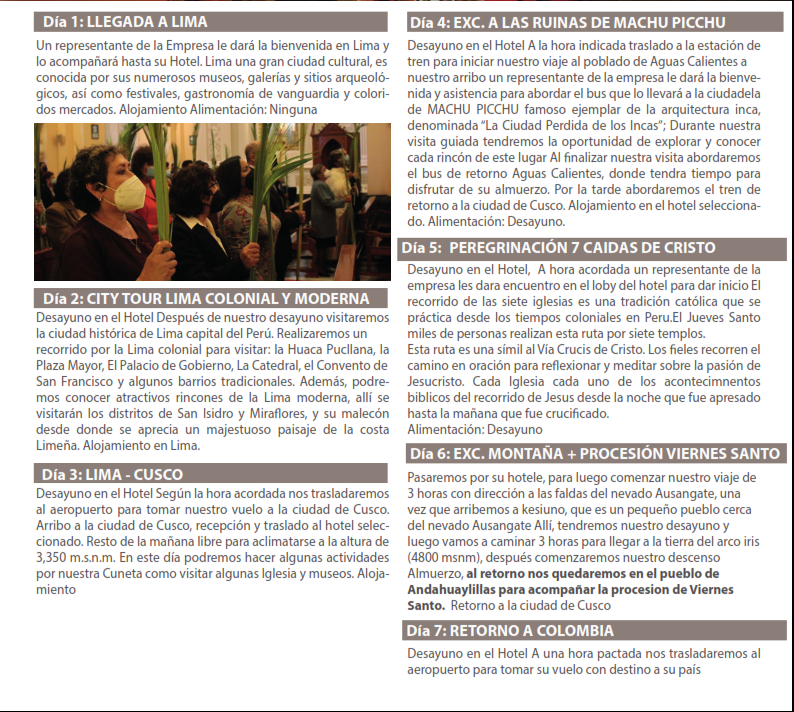 Día 1: LLEGADA A LIMA
Un representante de la Empresa le dará la bienvenida en Lima y
lo acompañará hasta su Hotel. Lima una gran ciudad cultural, es
conocida por sus numerosos museos, galerías y sitios arqueoló-
gicos, así como festivales, gastronomía de vanguardia y colori-
dos mercados. Alojamiento Alimentación: Ninguna
Día 2: CITY TOUR LIMA COLONIAL Y MODERNA
Desayuno en el Hotel Después de nuestro desayuno visitaremos
la ciudad histórica de Lima capital del Perú. Realizaremos un
recorrido por la Lima colonial para visitar: la Huaca Pucllana, la
Plaza Mayor, El Palacio de Gobierno, La Catedral, el Convento de
San Francisco y algunos barrios tradicionales. Además, podre-
mos conocer atractivos rincones de la Lima moderna, allí se
visitarán los distritos de San Isidro y Miraflores, y su malecón
desde donde se aprecia un majestuoso paisaje de la costa
Limeña. Alojamiento en Lima.
Día 3: LIMA - CUSCO
Desayuno en el Hotel Según la hora acordada nos trasladaremos
al aeropuerto para tomar nuestro vuelo a la ciudad de Cusco.
Arribo a la ciudad de Cusco, recepción y traslado al hotel selec-
cionado. Resto de la mañana libre para aclimatarse a la altura de
3,350 m.s.n.m. En este día podremos hacer algunas actividades
por nuestra Cuneta como visitar algunas Iglesia y museos. Aloja-
miento
Día 4: EXC. A LAS RUINAS DE MACHU PICCHU
Desayuno en el Hotel A la hora indicada traslado a la estación de
tren para iniciar nuestro viaje al poblado de Aguas Calientes a
nuestro arribo un representante de la empresa le dará la bienve-
nida y asistencia para abordar el bus que lo llevará a la ciudadela
de MACHU PICCHU famoso ejemplar de la arquitectura inca,
denominada "La Ciudad Perdida de los Incas"; Durante nuestra
visita guiada tendremos la oportunidad de explorar y conocer
cada rincón de este lugar Al finalizar nuestra visita abordaremos
el bus de retorno Aguas Calientes, donde tendra tiempo para
disfrutar de su almuerzo. Por la tarde abordaremos el tren de
retorno a la ciudad de Cusco. Alojamiento en el hotel selecciona-
do. Alimentación: Desayuno.
Día 5: PEREGRINACIÓN 7 CAIDAS DE CRISTO
Desayuno en el Hotel, A hora acordada un representante de la
empresa les dara encuentro en el loby del hotel para dar inicio El
recorrido de las siete iglesias es una tradición católica que se
práctica desde los tiempos coloniales en Peru.El Jueves Santo
miles de personas realizan esta ruta por siete templos.
Esta ruta es una símil al Vía Crucis de Cristo. Los fieles recorren el
camino en oración para reflexionar y meditar sobre la pasión de
Jesucristo. Cada Iglesia cada uno de los acontecimnentos
biblicos del recorrido de Jesus desde la noche que fue apresado
hasta la mañana que fue crucificado.
Alimentación: Desayuno
Día 6: EXC. MONTAÑA + PROCESIÓN VIERNES SANTO
Pasaremos por su hotele, para luego comenzar nuestro viaje de
3 horas con dirección a las faldas del nevado Ausangate, una
vez que arribemos a kesiuno, que es un pequeño pueblo cerca
del nevado Ausangate Allí, tendremos nuestro desayuno y
luego vamos a caminar 3 horas para llegar a la tierra del arco iris
(4800 msnm), después comenzaremos nuestro descenso
Almuerzo, al retorno nos quedaremos en el pueblo de
Andahuaylillas para acompañar la procesion de Viernes
Santo. Retorno a la ciudad de Cusco
Día 7: RETORNO A COLOMBIA
Desayuno en el Hotel A una hora pactada nos trasladaremos al
aeropuerto para tomar su vuelo con destino a su país